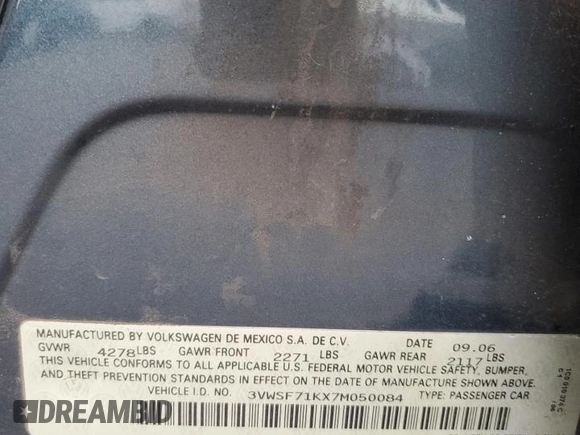 MANUFACTURED BY VOLKSWAGEN DE MEXICO S.A. DE C.V. DATE 09.06
GVWR 4278 LBS GAWR FRONT 2271 LBS GAWR REAR 2117 LBS
THIS VEHICLE CONFORMS TO ALL APPLICABLE U.S. FEDERAL MOTOR VEHICLE SAFETY, BUMPER,
AND THEFT PREVENTION STANDARDS IN EFFECT ON THE DATE OF MANUFACTURE SHOWN ABOVE.
VEHICLE I.D. NO. 3VWSF71KX7M050084 TYPE: PASSENGER CAR
DREAMBID